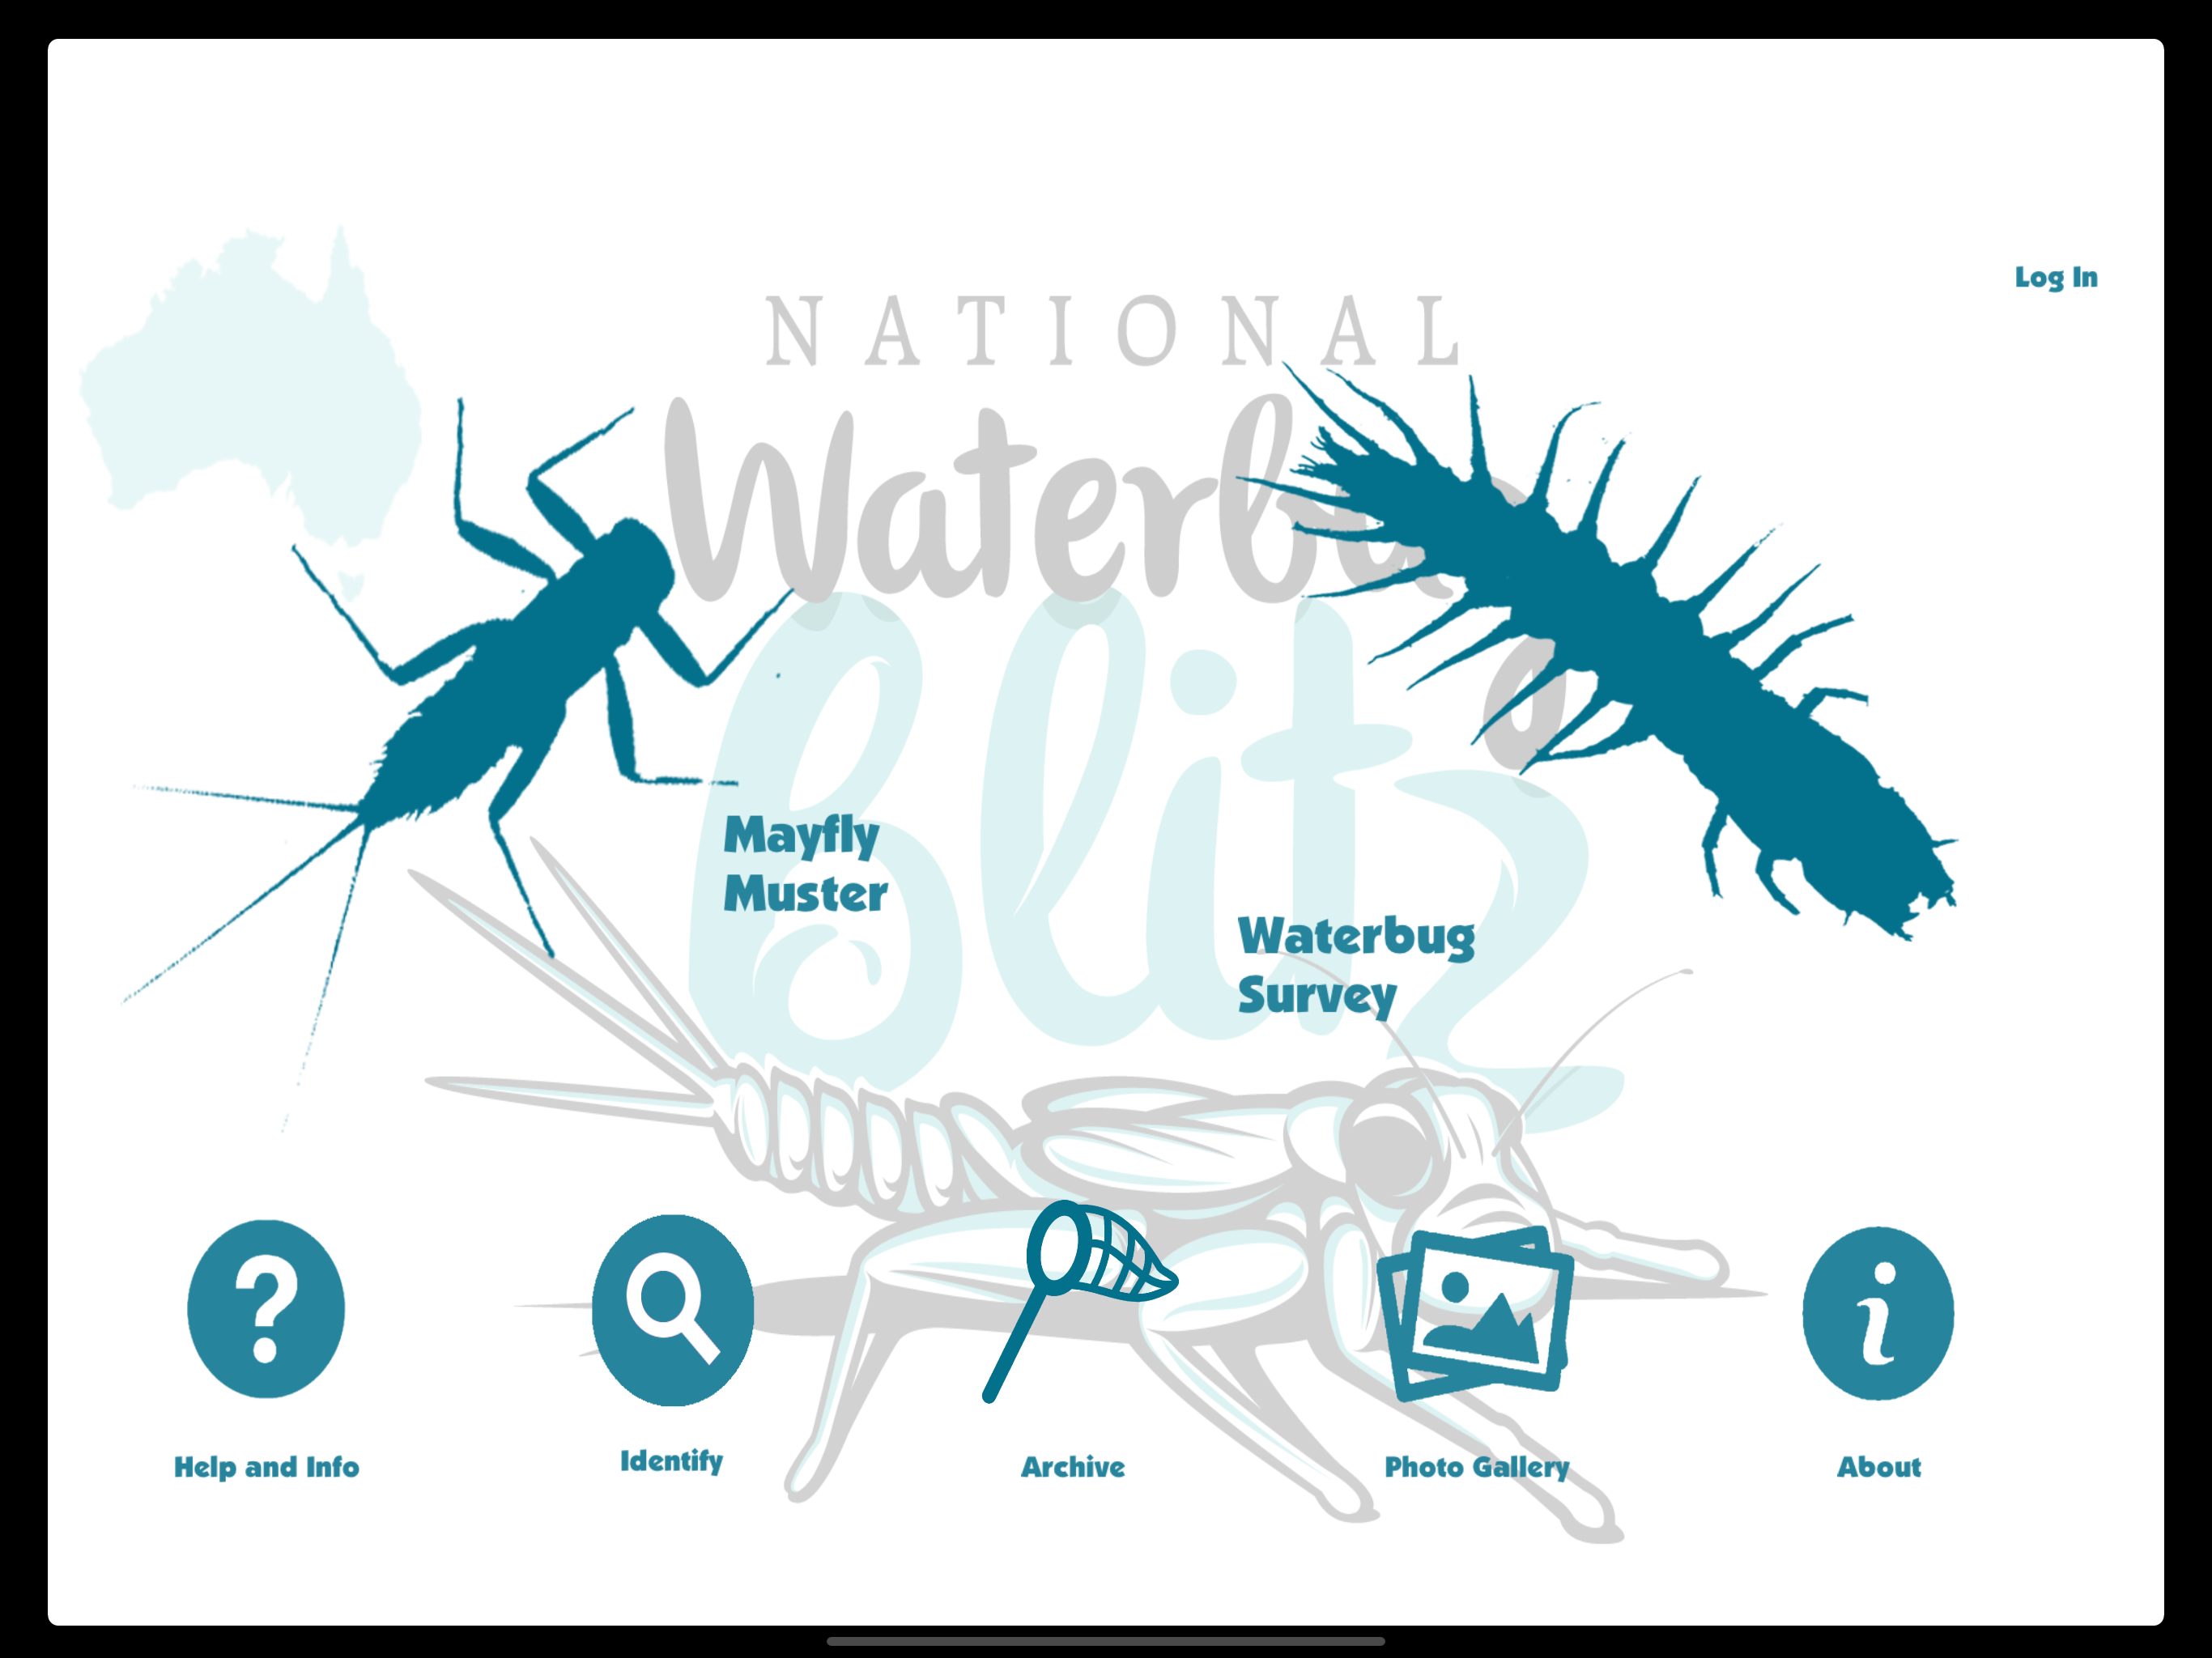 Log In
NATIONAL
Waterbug
Blitz
Mayfly
Muster
Waterbug
Survey
Help and Info
Identify
Archive
Photo Gallery
About